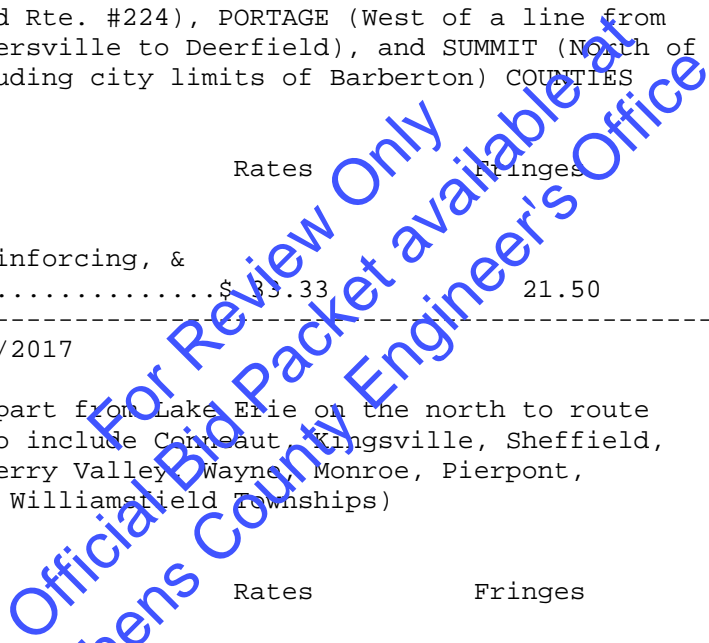 d Rte. #224), PORTAGE (West of a line from
ersville to Deerfield), and SUMMIT (North of
uding city limits of Barberton) COUNTIES
Rates Fringes
inforcing, &
..............$ 33.33 21.50
------------------------------------------------
/2017
part from Lake Erie on the north to route
o include Conneaut, Kingsville, Sheffield,
erry Valley, Wayne, Monroe, Pierpont,
Williamsfield Townships)
Rates Fringes
For Review Only
Official Bid Packet available at
County Engineer's Office